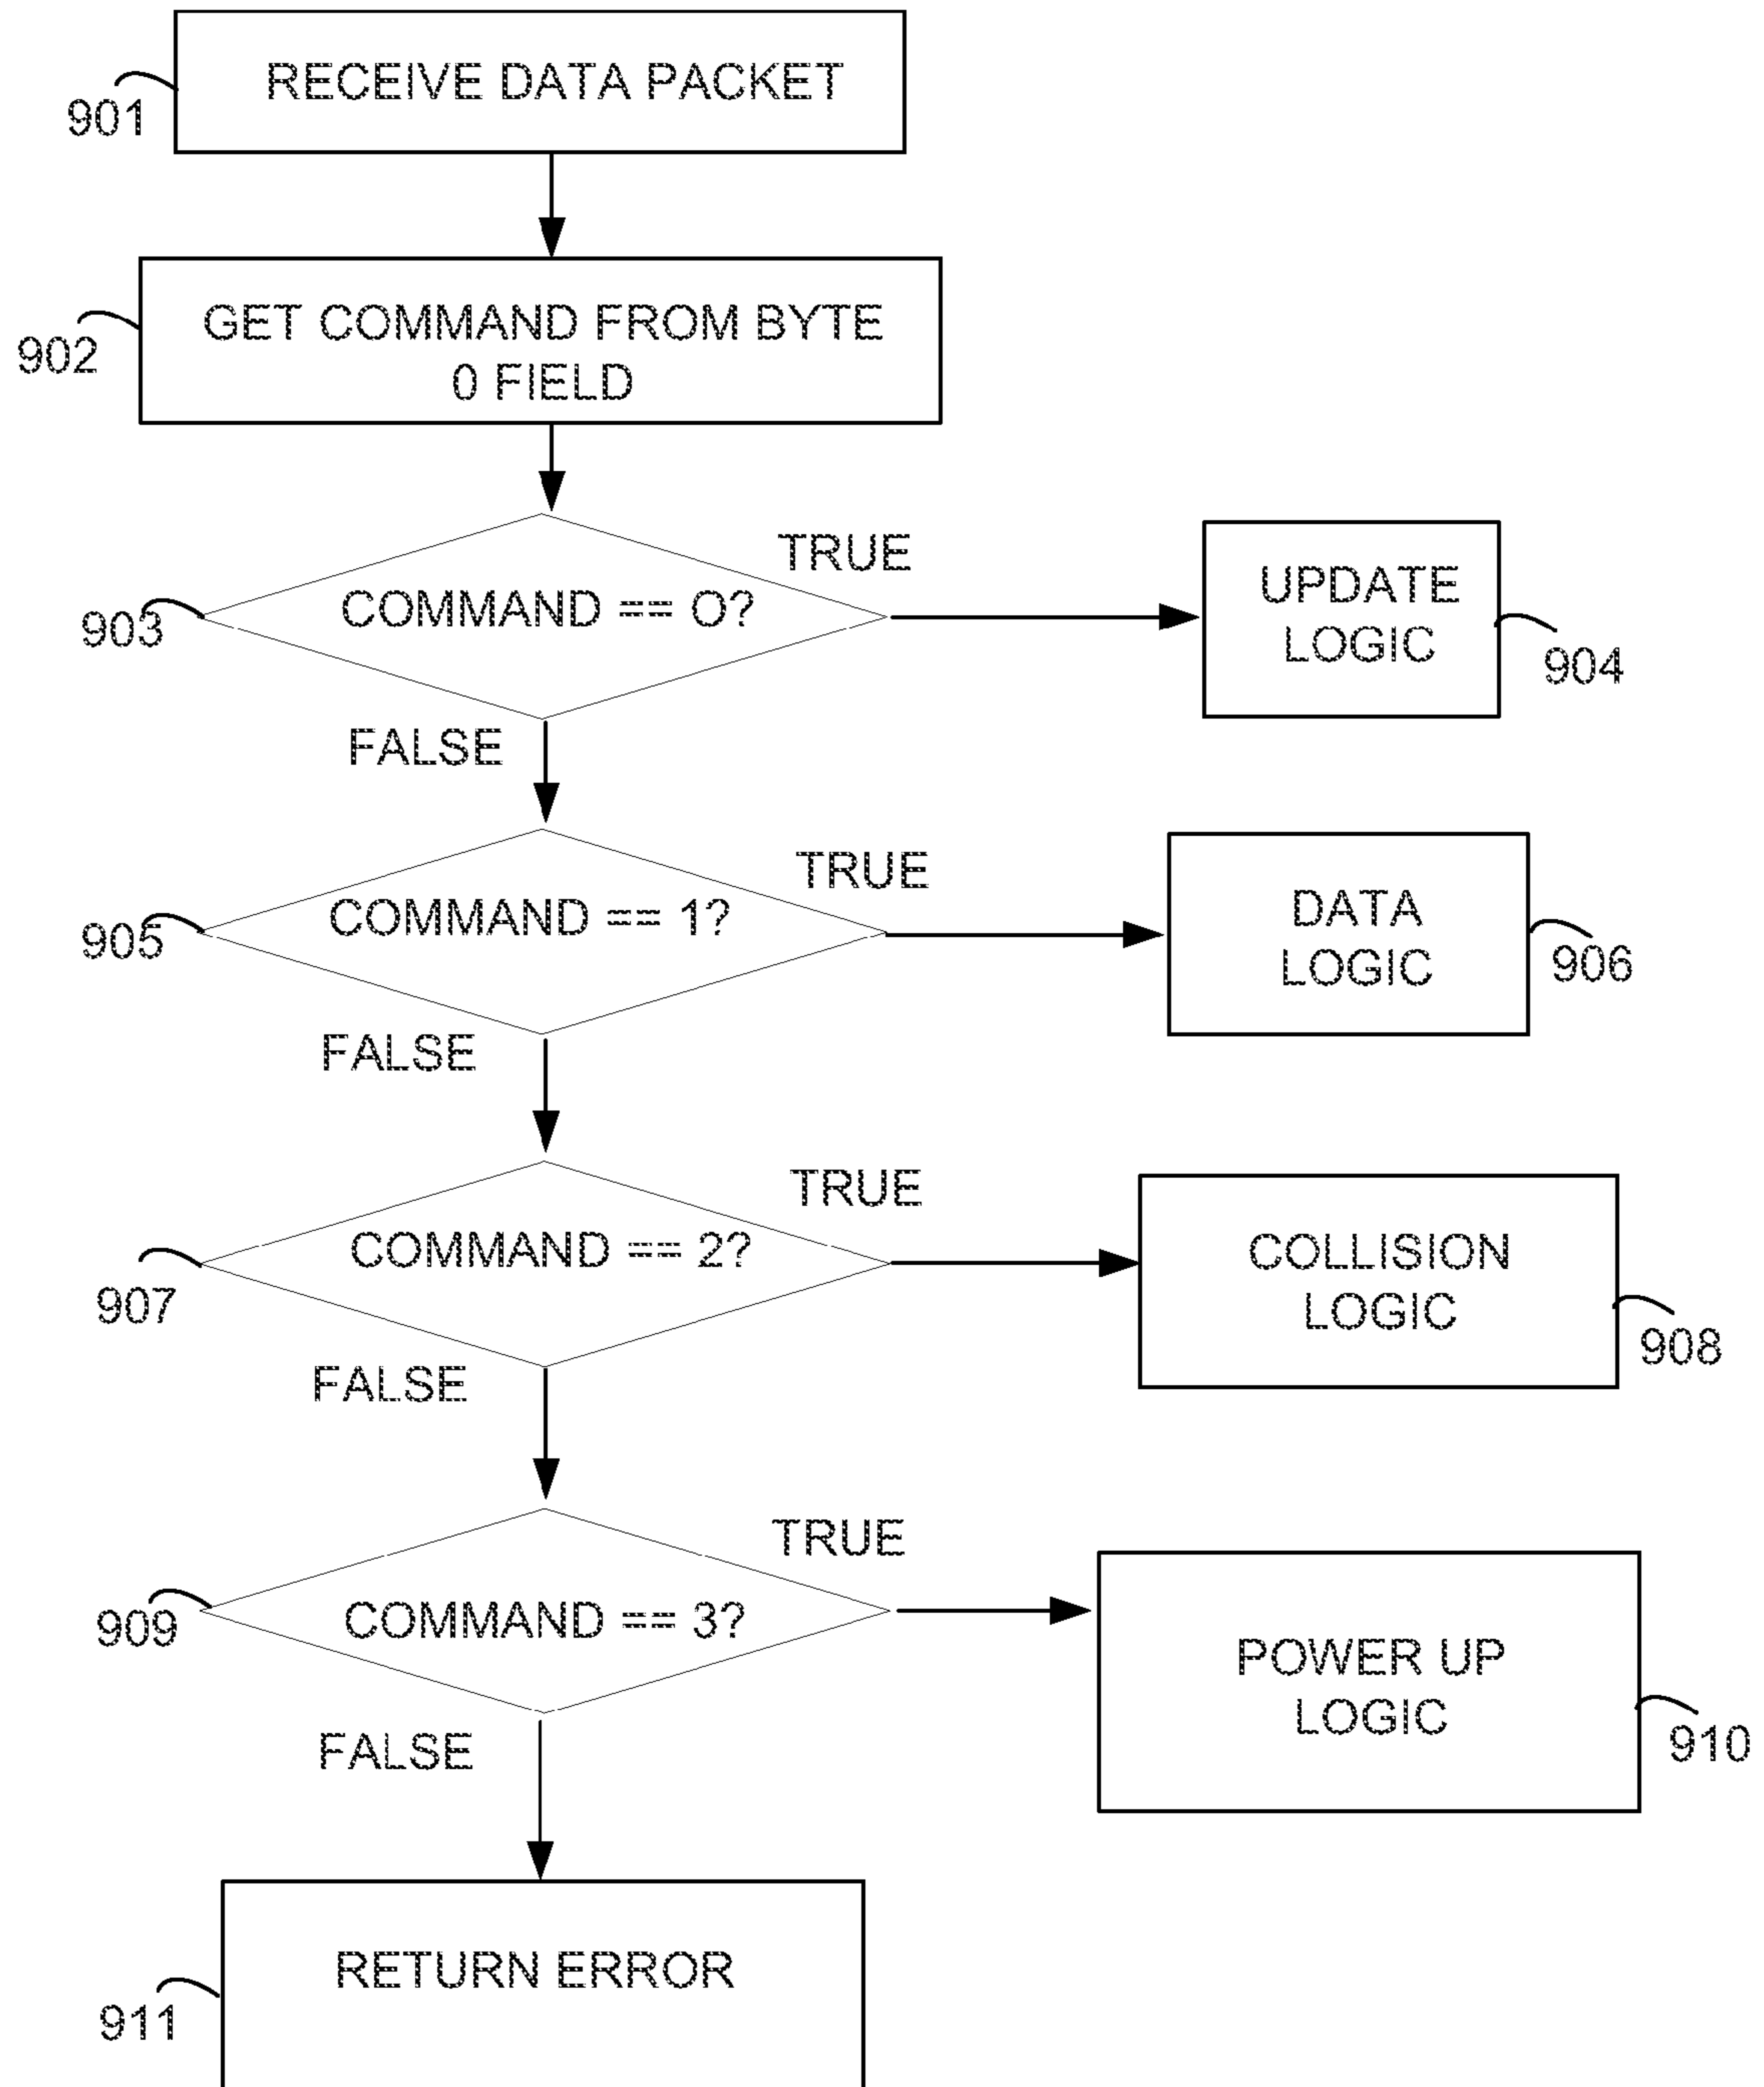 RECEIVE DATA PACKET
901
GET COMMAND FROM BYTE
0 FIELD
902
TRUE
COMMAND == O?
903
UPDATE
LOGIC
904
FALSE
TRUE
COMMAND == 1?
905
DATA
LOGIC
906
FALSE
TRUE
COMMAND == 2?
907
COLLISION
LOGIC
908
FALSE
TRUE
COMMAND == 3?
909
POWER UP
LOGIC
910
FALSE
RETURN ERROR
911